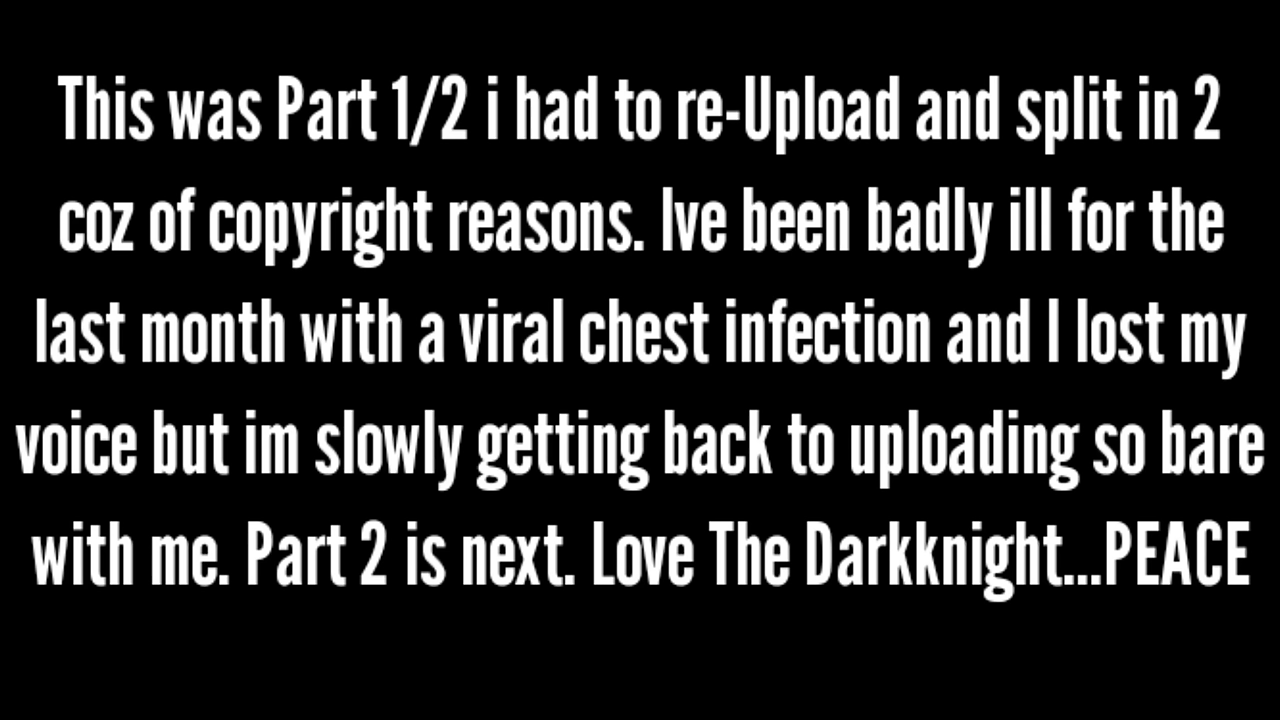 This was Part 1/2 i had to re-Upload and split in 2
coz of copyright reasons. Ive been badly ill for the
last month with a viral chest infection and I lost my
voice but im slowly getting back to uploading so bare
with me. Part 2 is next. Love The Darkknight...PEACE